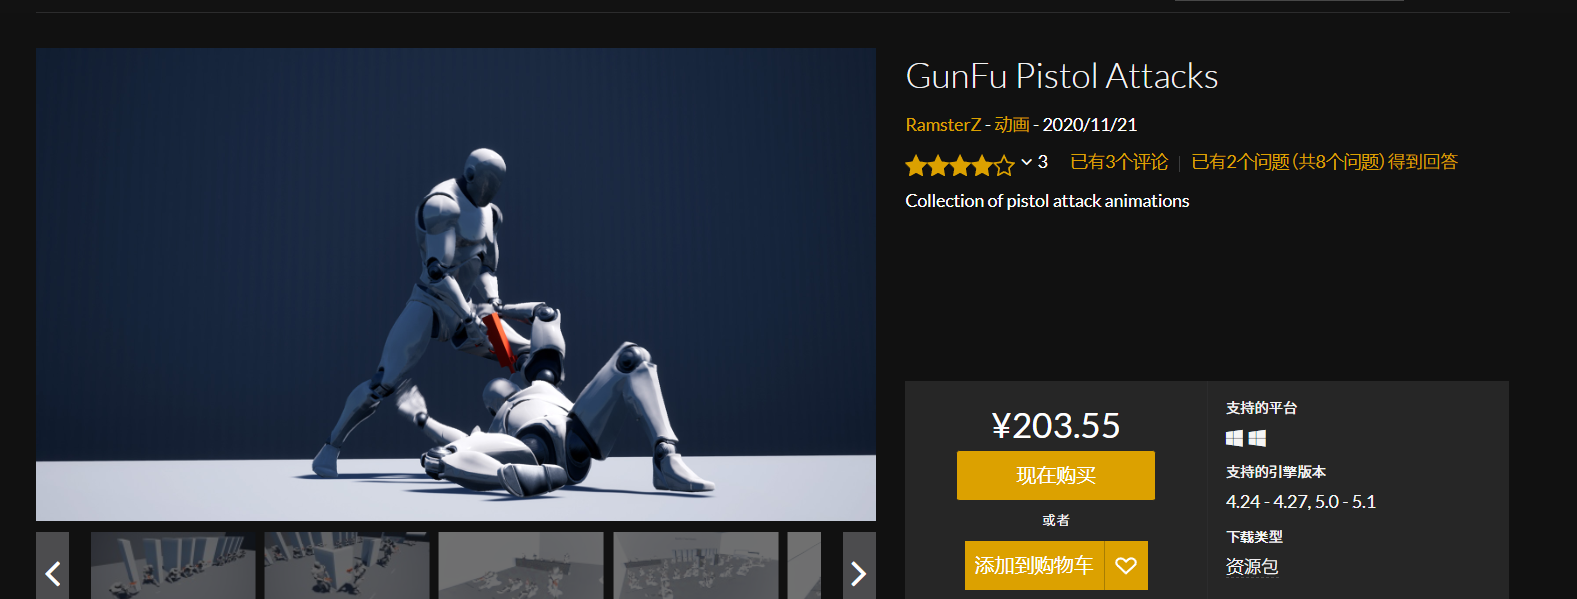 GunFu Pistol Attacks
RamsterZ - 动画 - 2020/11/21
3 已有3个评论 | 已有2个问题 (共8个问题) 得到回答
Collection of pistol attack animations
¥203.55
现在购买
或者
添加到购物车
支持的平台
支持的引擎版本
4.24 - 4.27, 5.0 - 5.1
下载类型
资源包